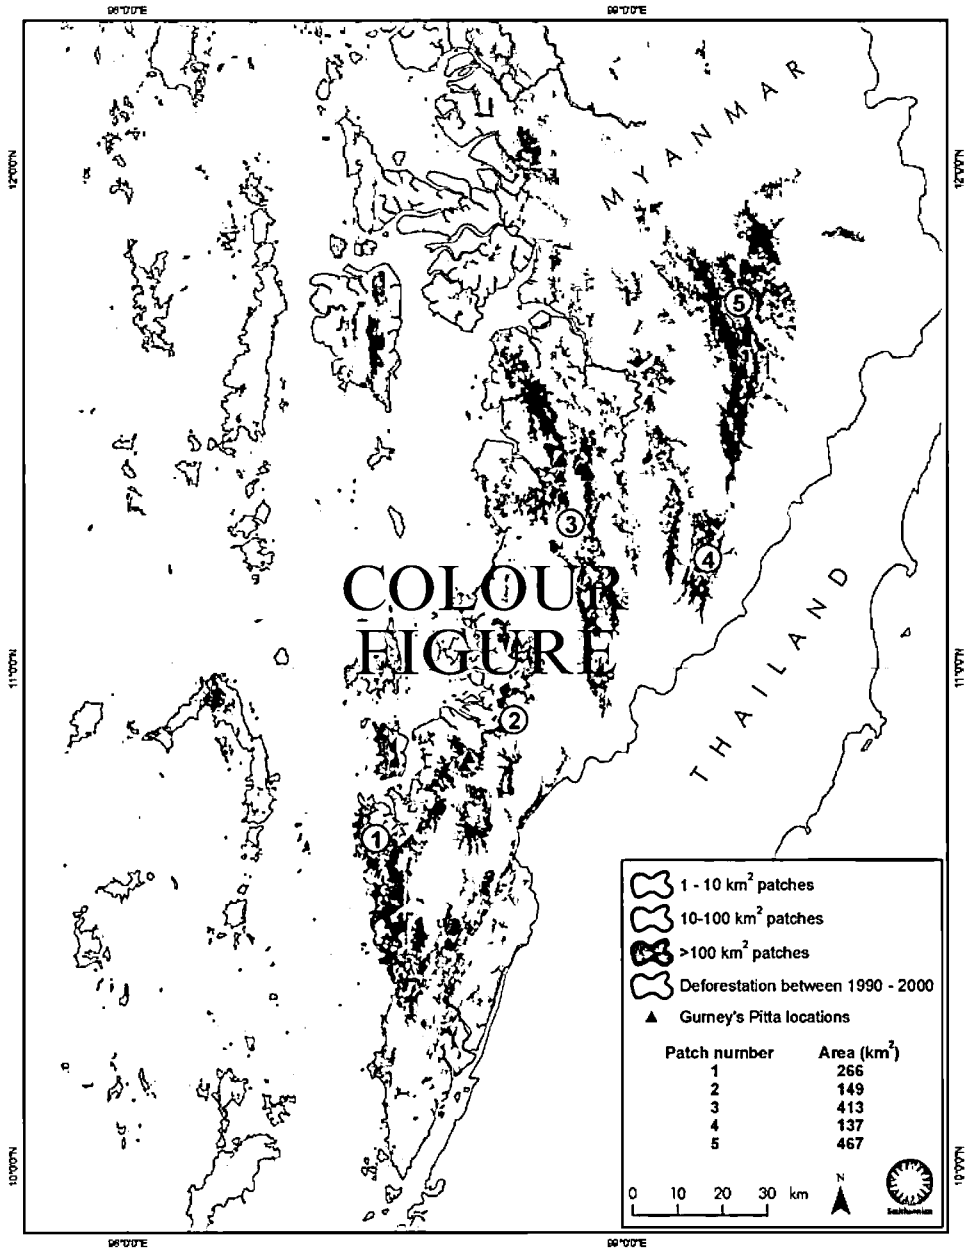 98°0'0"E 99°0'0"E
12°0'0"N 12°0'0"N
MYANMAR
5
3
4
COLOUR
FIGURE
11°0'0"N 11°0'0"N
THAILAND
2
1
1 - 10 km² patches
10-100 km² patches
>100 km² patches
Deforestation between 1990 - 2000
Gurney's Pitta locations
Patch number Area (km²)
1 266
2 149
3 413
4 137
5 467
10°0'0"N 10°0'0"N
N
0 10 20 30 km
Smithsonian
98°0'0"E 99°0'0"E